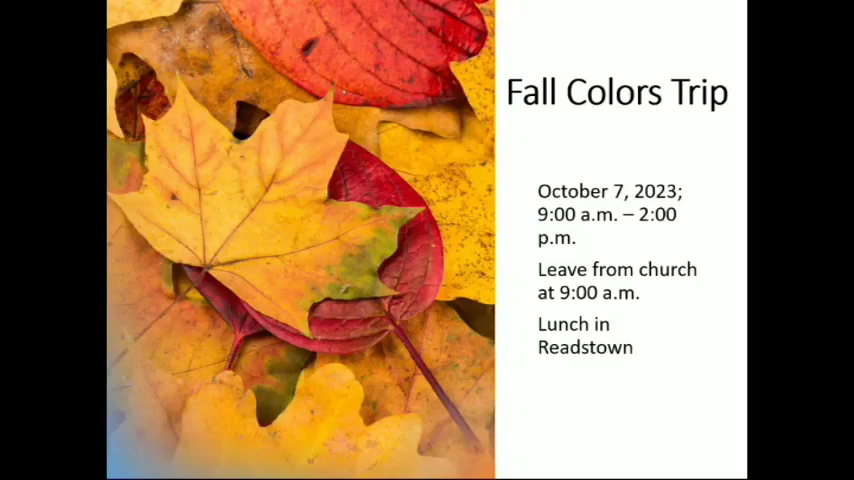 Fall Colors Trip
October 7, 2023;
9:00 a.m. – 2:00
p.m.
Leave from church
at 9:00 a.m.
Lunch in
Readstown